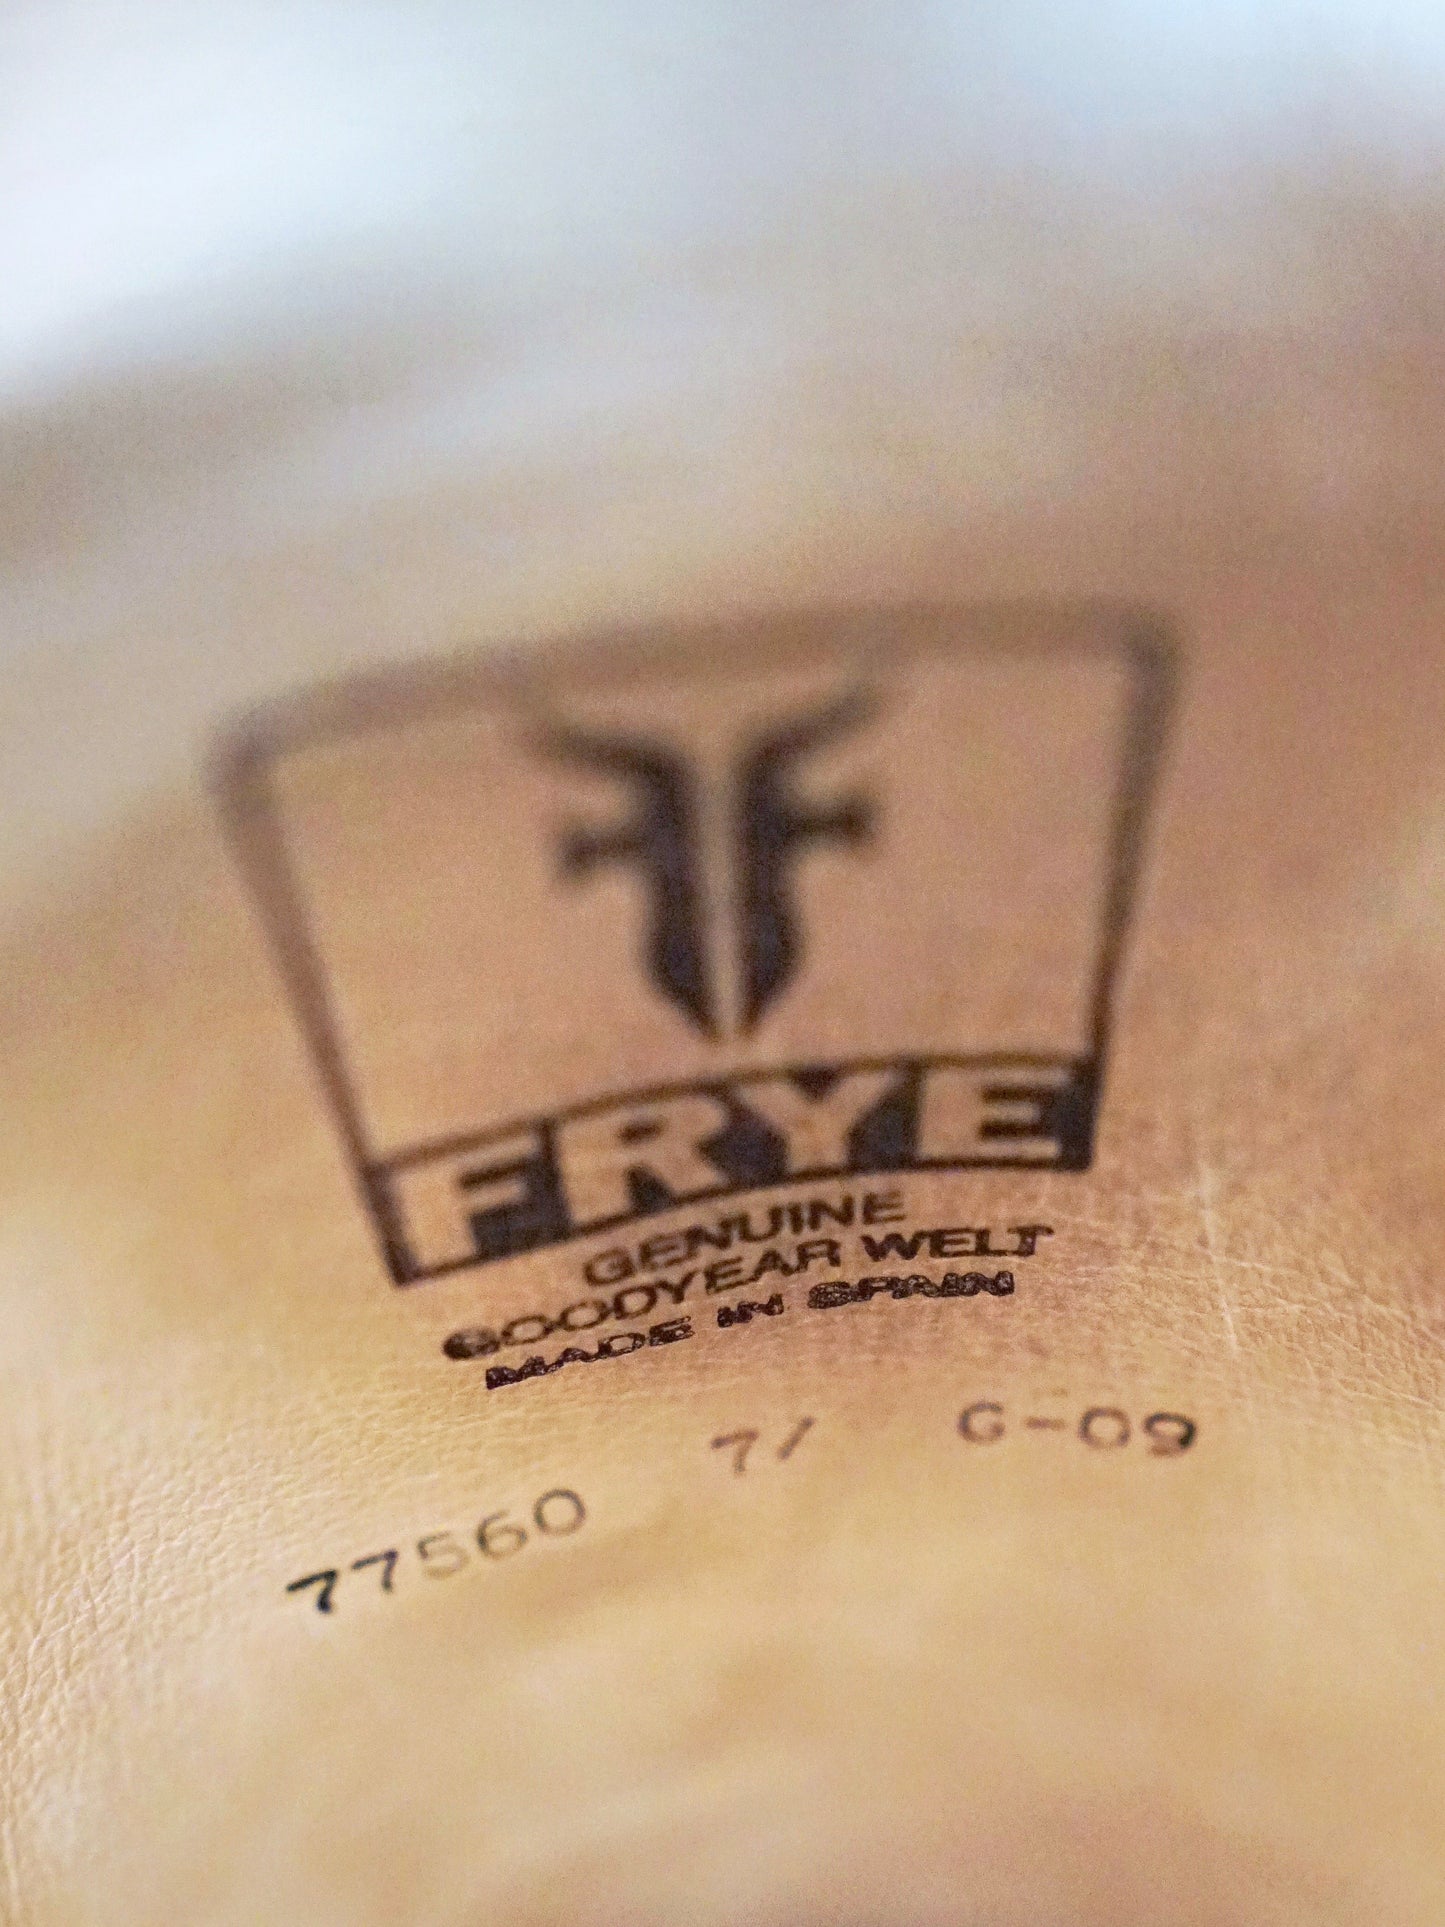 FRYE
GENUINE
GOODYEAR WELT
MADE IN SPAIN
77560 7/ G-09